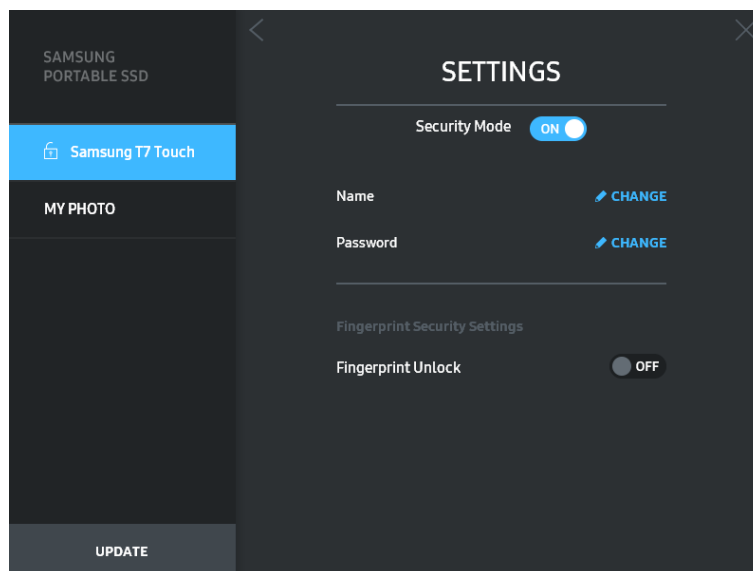 SAMSUNG
PORTABLE SSD
Samsung T7 Touch
MY PHOTO
UPDATE
SETTINGS
Security Mode ON
Name CHANGE
Password CHANGE
Fingerprint Security Settings
Fingerprint Unlock OFF